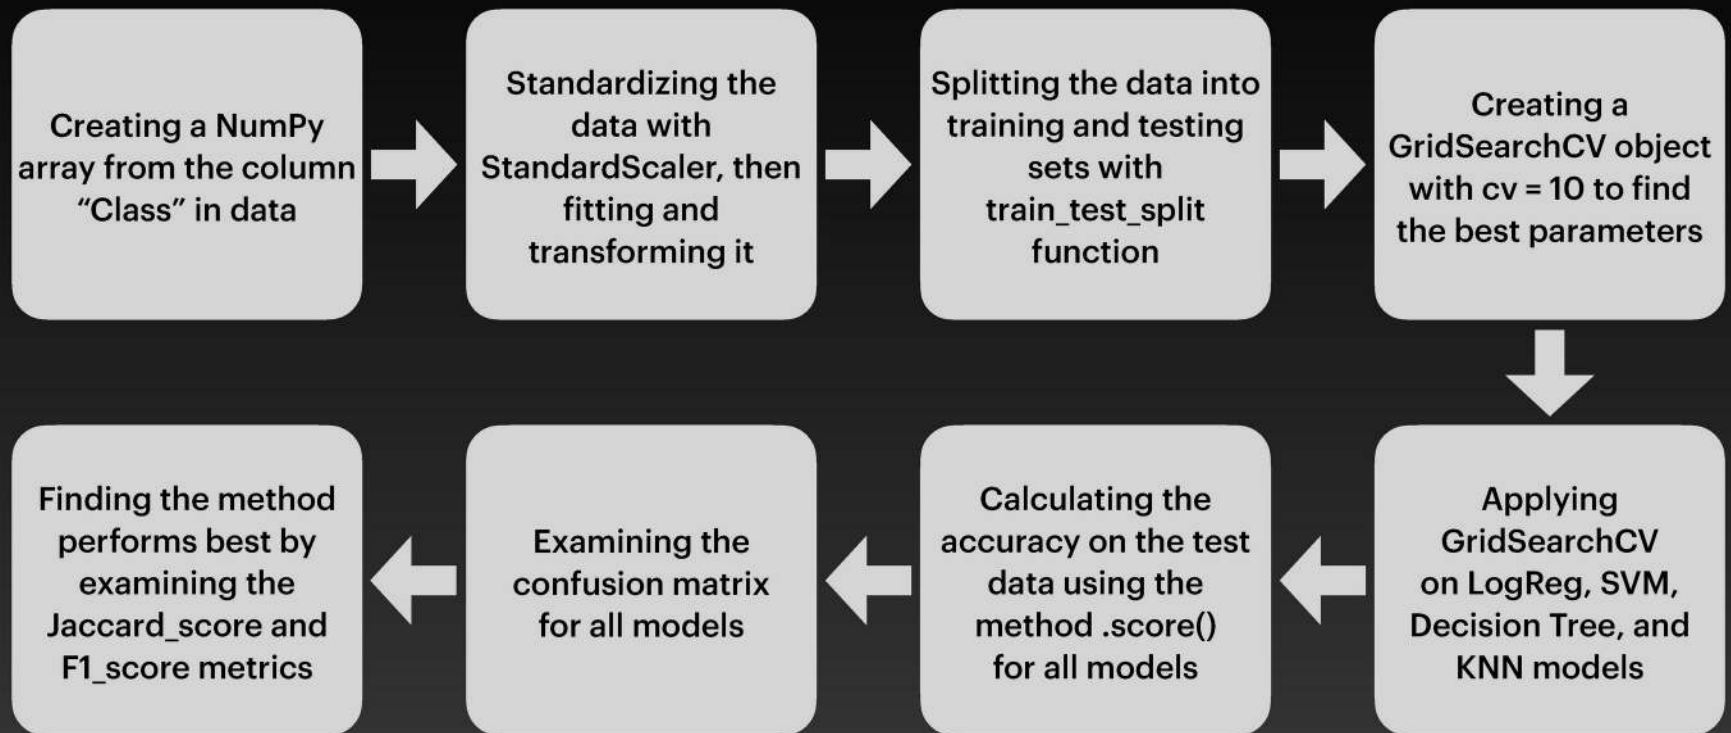 Creating a NumPy
array from the column
“Class” in data
Standardizing the
data with
StandardScaler, then
fitting and
transforming it
Splitting the data into
training and testing
sets with
train_test_split
function
Creating a
GridSearchCV object
with cv = 10 to find
the best parameters
Applying
GridSearchCV
on LogReg, SVM,
Decision Tree, and
KNN models
Calculating the
accuracy on the test
data using the
method .score()
for all models
Examining the
confusion matrix
for all models
Finding the method
performs best by
examining the
Jaccard_score and
F1_score metrics